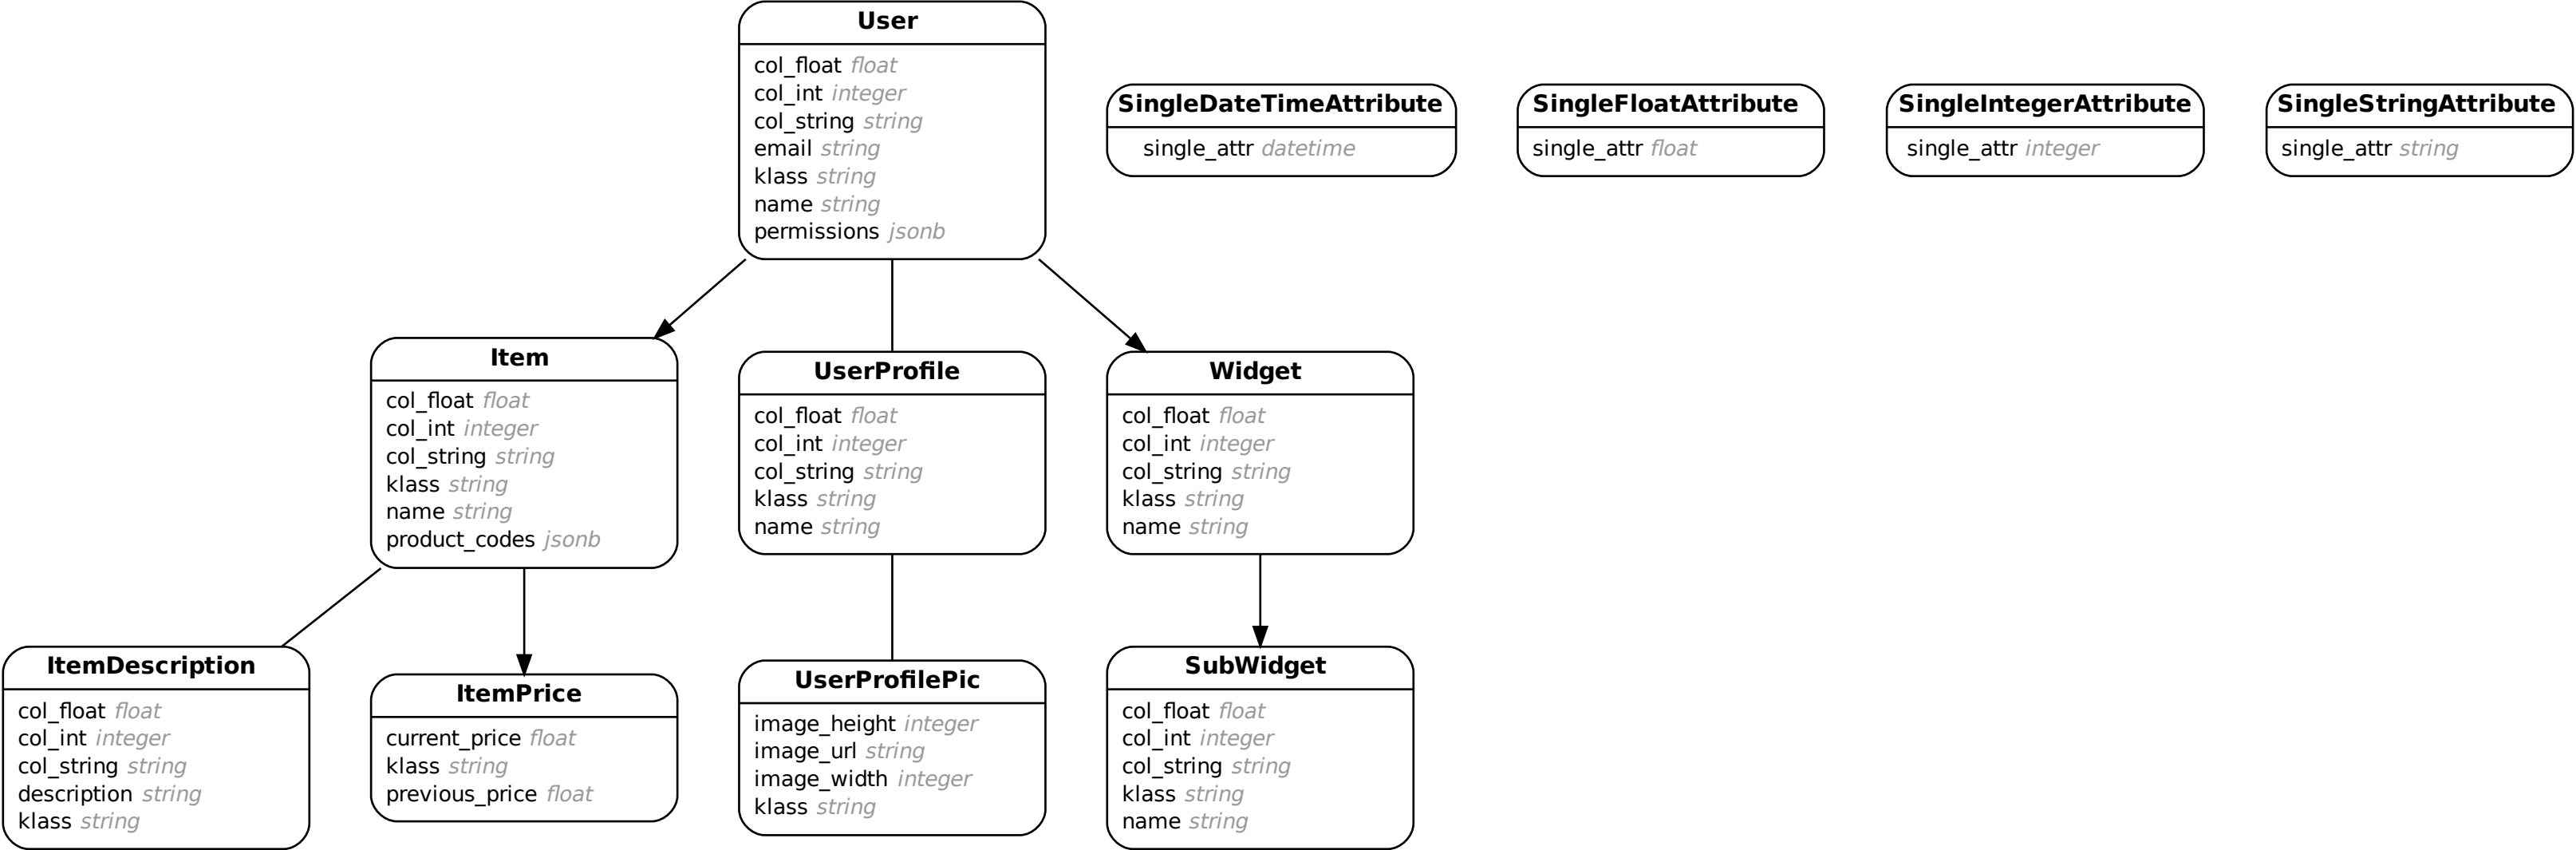 User
col_float float
col_int integer
col_string string
email string
klass string
name string
permissions jsonb
SingleDateTimeAttribute
single_attr datetime
SingleFloatAttribute
single_attr float
SingleIntegerAttribute
single_attr integer
SingleStringAttribute
single_attr string
Item
col_float float
col_int integer
col_string string
klass string
name string
product_codes jsonb
UserProfile
col_float float
col_int integer
col_string string
klass string
name string
Widget
col_float float
col_int integer
col_string string
klass string
name string
ItemDescription
col_float float
col_int integer
col_string string
description string
klass string
ItemPrice
current_price float
klass string
previous_price float
UserProfilePic
image_height integer
image_url string
image_width integer
klass string
SubWidget
col_float float
col_int integer
col_string string
klass string
name string